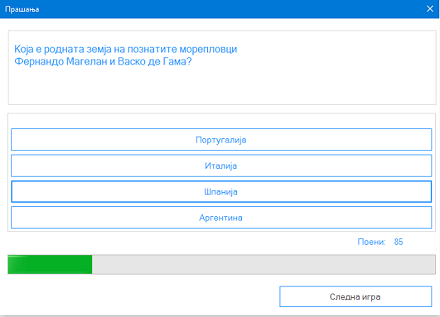 Прашања
Која е родната земја на познатите морепловци
Фернандо Магелан и Васко де Гама?
Португалија
Италија
Шпанија
Аргентина
Поени: 85
Следна игра